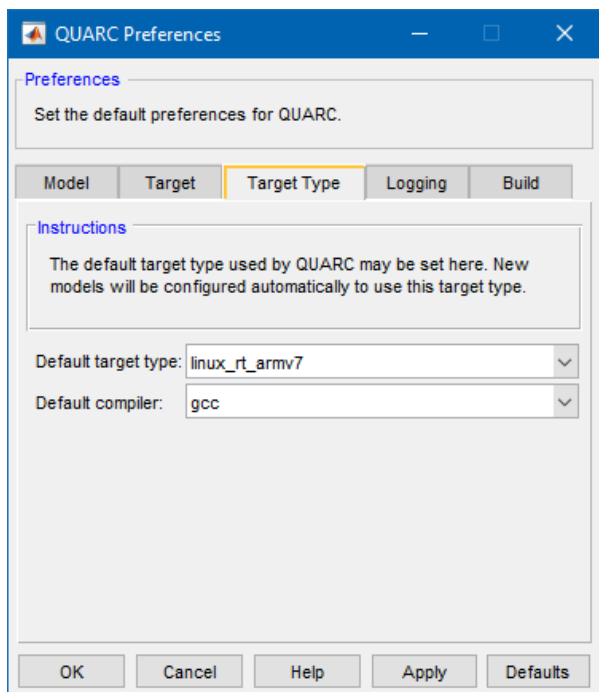 QUARC Preferences
Preferences
Set the default preferences for QUARC.
Model
Target
Target Type
Logging
Build
Instructions
The default target type used by QUARC may be set here. New
models will be configured automatically to use this target type.
Default target type: linux_rt_armv7
Default compiler: gcc
OK
Cancel
Help
Apply
Defaults